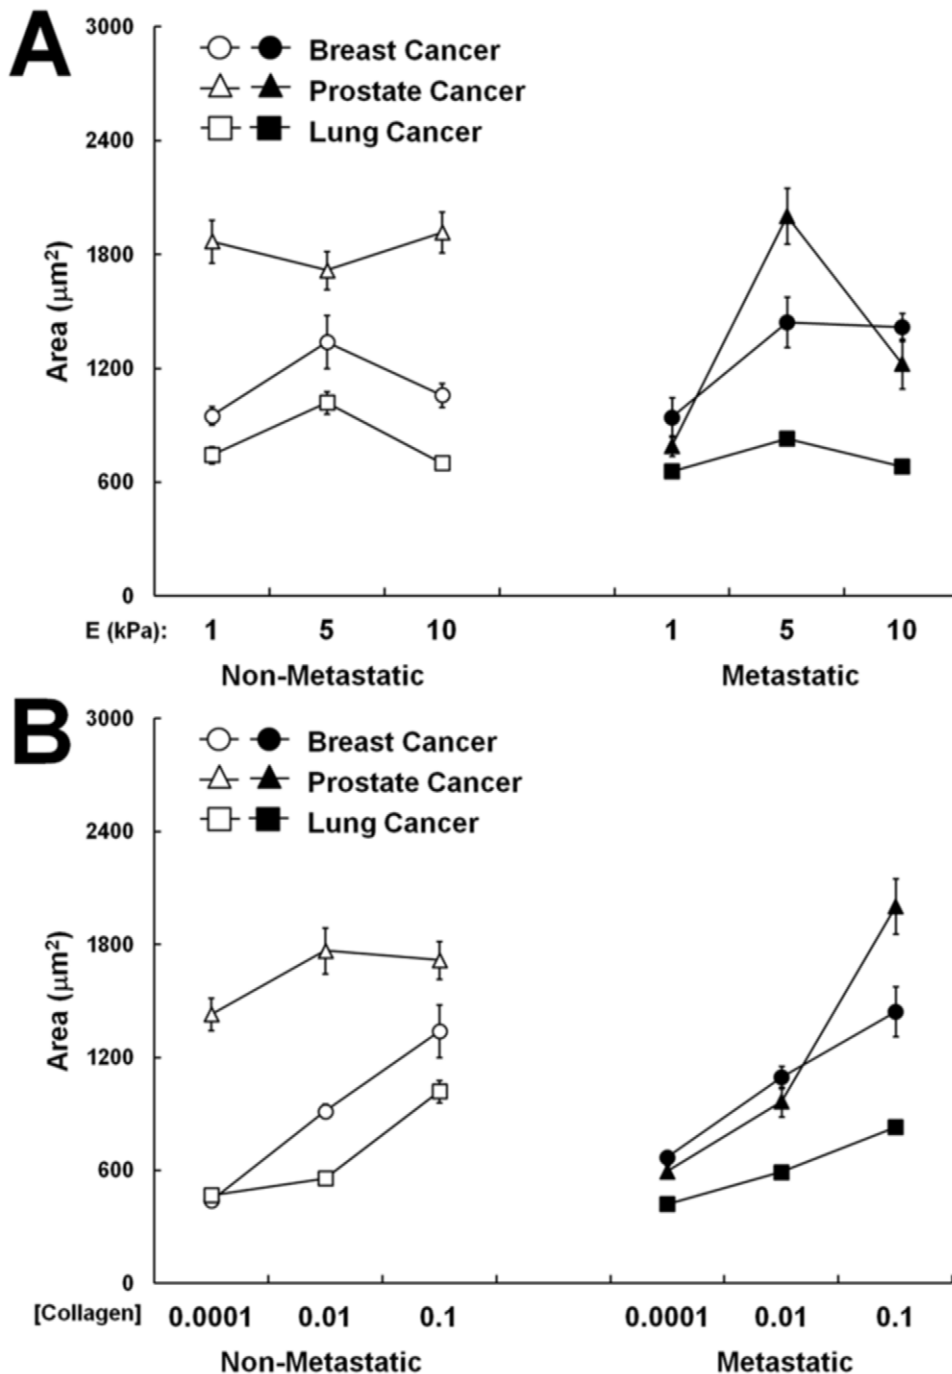 A
3000
2400
1800
1200
600
0
Area (μm²)
Breast Cancer
Prostate Cancer
Lung Cancer
E (kPa): 1 5 10 1 5 10
Non-Metastatic Metastatic
B
3000
2400
1800
1200
600
0
Area (μm²)
Breast Cancer
Prostate Cancer
Lung Cancer
[Collagen] 0.0001 0.01 0.1 0.0001 0.01 0.1
Non-Metastatic Metastatic